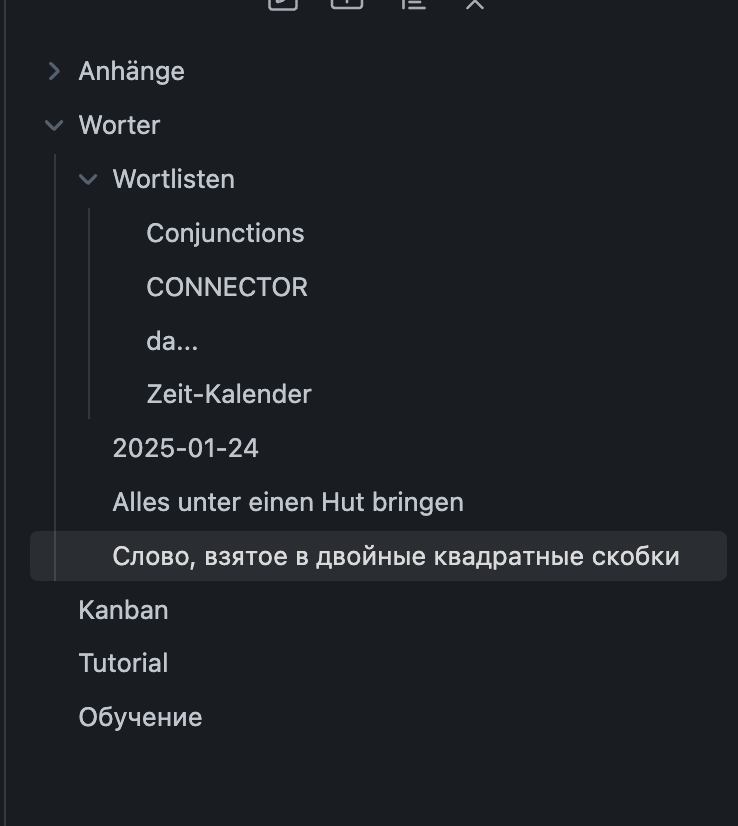 Anhänge
Worter
Wortlisten
Conjunctions
CONNECTOR
da...
Zeit-Kalender
2025-01-24
Alles unter einen Hut bringen
Слово, взятое в двойные квадратные скобки
Kanban
Tutorial
Обучение